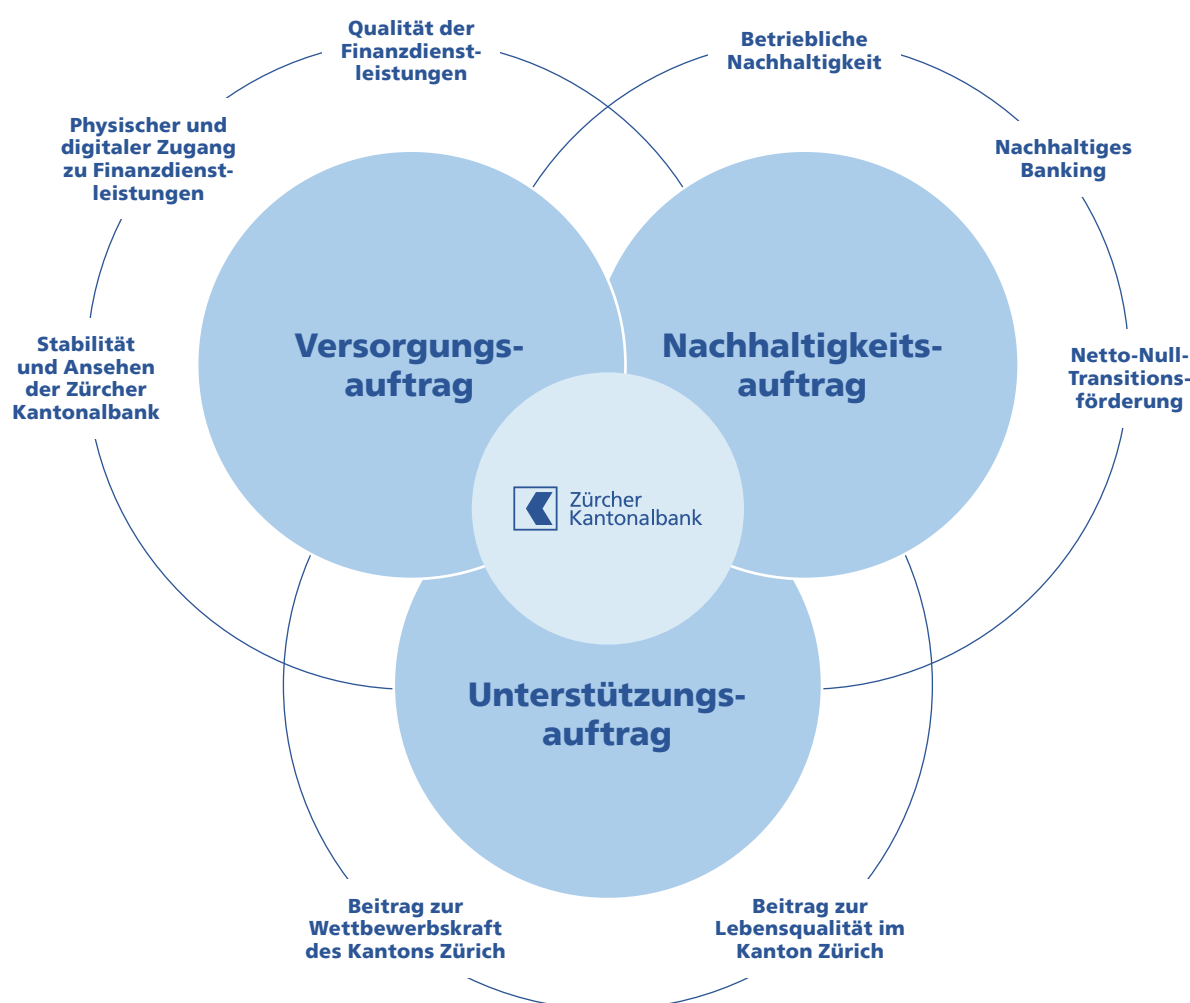 Qualität der
Finanzdienst-
leistungen
Betriebliche
Nachhaltigkeit
Physischer und
digitaler Zugang
zu Finanzdienst-
leistungen
Nachhaltiges
Banking
Versorgungs-
auftrag
Nachhaltigkeits-
auftrag
Stabilität
und Ansehen
der Zürcher
Kantonalbank
Netto-Null-
Transitions-
förderung
Zürcher
Kantonalbank
Unterstützungs-
auftrag
Beitrag zur
Wettbewerbskraft
des Kantons Zürich
Beitrag zur
Lebensqualität im
Kanton Zürich